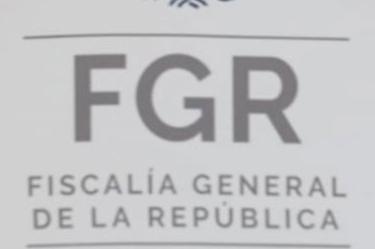 FGR
FISCALÍA GENERAL
DE LA REPÚBLICA